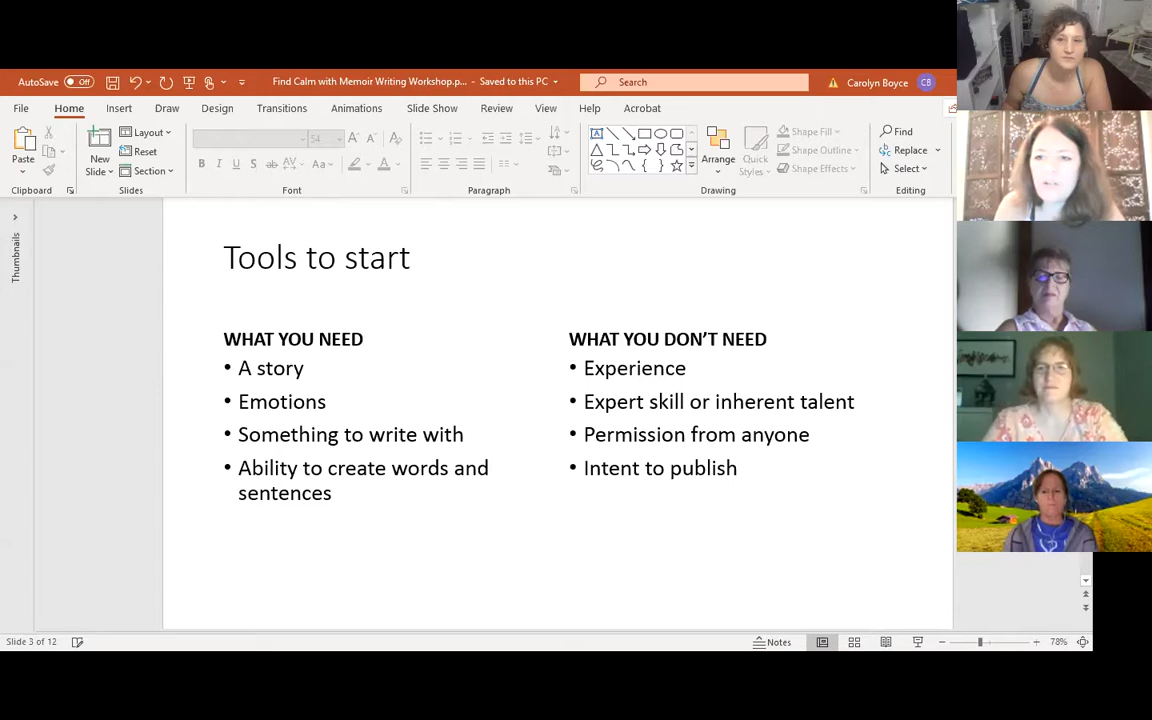 AutoSave Off Find Calm with Memoir Writing Workshop.p... - Saved to this PC Search Carolyn Boyce CB
File Home Insert Draw Design Transitions Animations Slide Show Review View Help Acrobat
Paste
New
Slide
Layout
Reset
Section
54
A A A
B I U S ab AV Aa A
Arrange
Quick
Styles
Shape Fill
Shape Outline
Shape Effects
Find
Replace
Select
Clipboard Slides Font Paragraph Drawing Editing
Thumbnails
Tools to start
WHAT YOU NEED
• A story
• Emotions
• Something to write with
• Ability to create words and
sentences
WHAT YOU DON’T NEED
• Experience
• Expert skill or inherent talent
• Permission from anyone
• Intent to publish
Slide 3 of 12 Notes 78%